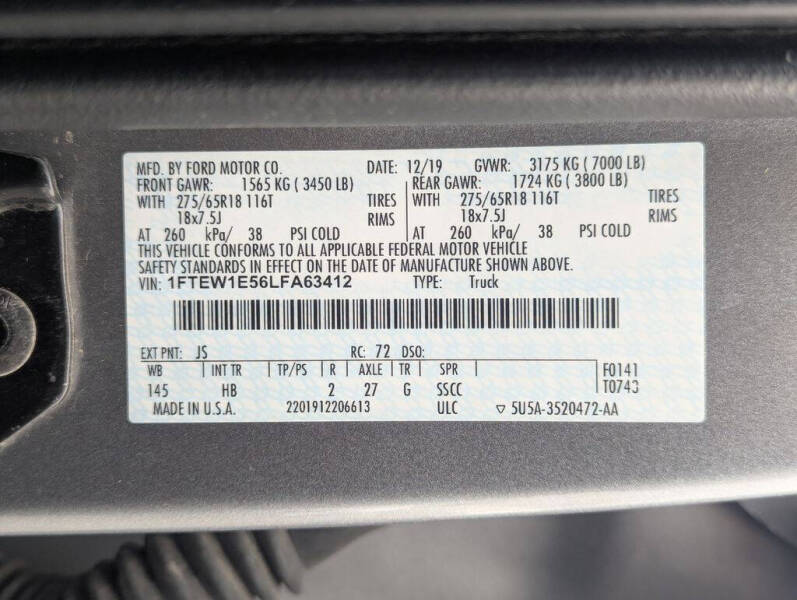 MFD. BY FORD MOTOR CO. DATE: 12/19 GVWR: 3175 KG ( 7000 LB)
FRONT GAWR: 1565 KG ( 3450 LB) REAR GAWR: 1724 KG ( 3800 LB)
WITH 275/65R18 116T TIRES WITH 275/65R18 116T TIRES
18x7.5J RIMS 18x7.5J RIMS
AT 260 kPa/ 38 PSI COLD AT 260 kPa/ 38 PSI COLD
THIS VEHICLE CONFORMS TO ALL APPLICABLE FEDERAL MOTOR VEHICLE
SAFETY STANDARDS IN EFFECT ON THE DATE OF MANUFACTURE SHOWN ABOVE.
VIN: 1FTEW1E56LFA63412 TYPE: Truck
EXT PNT: JS RC: 72 DSO:
WB INT TR TP/PS R AXLE TR SPR F0141
145 HB 2 27 G SSCC T0743
MADE IN U.S.A. 2201912206613 ULC ▽ 5U5A-3520472-AA